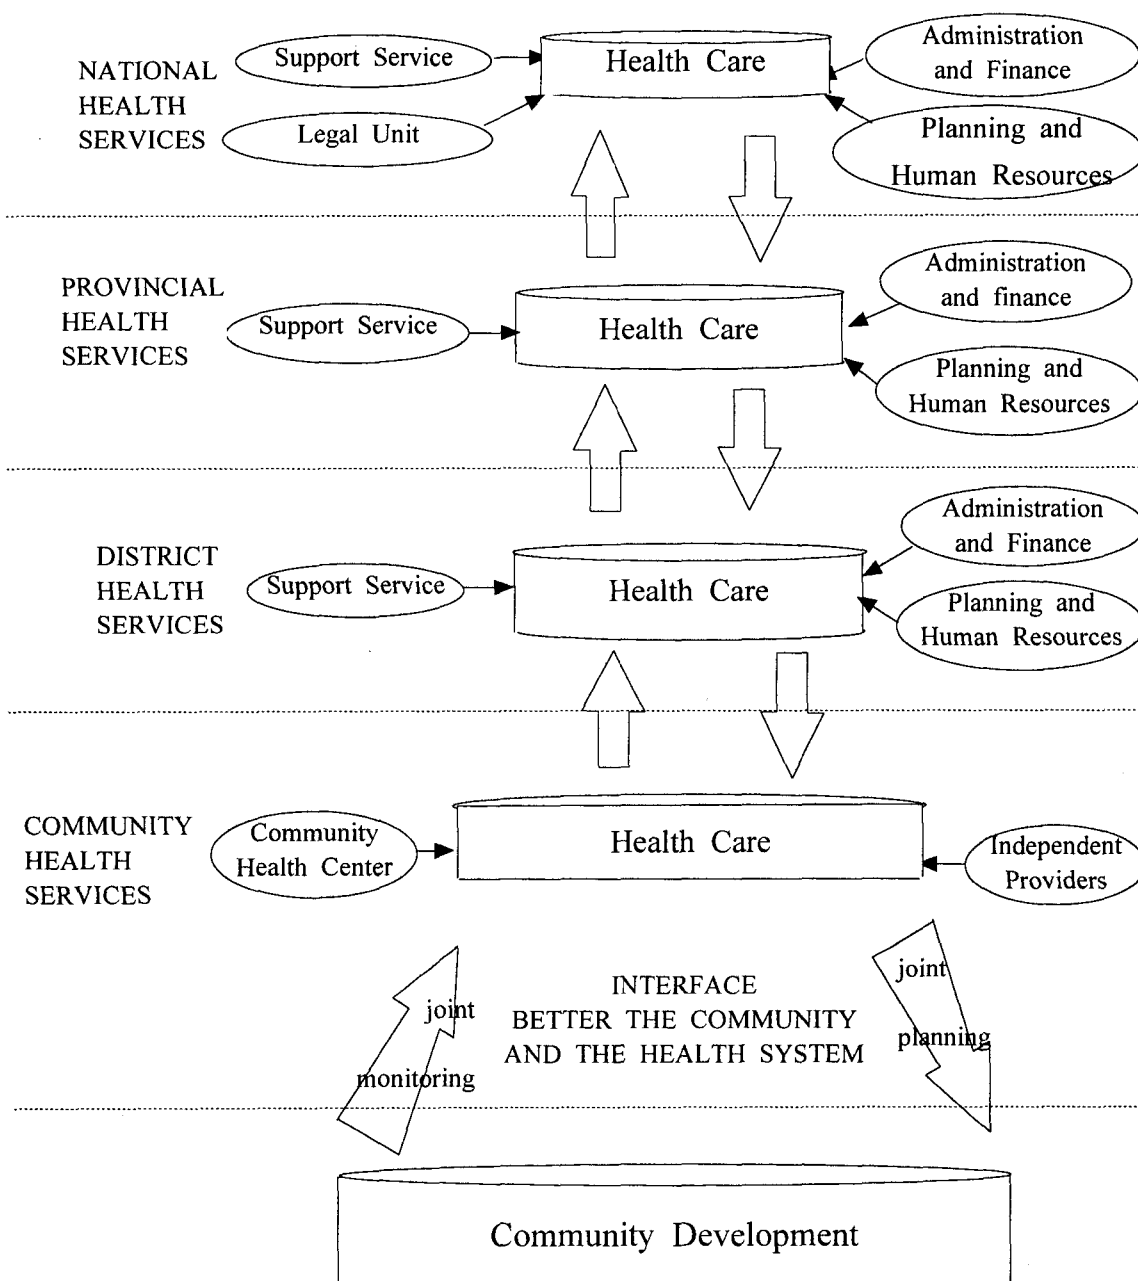 NATIONAL
HEALTH
SERVICES
Support Service
Legal Unit
Health Care
Administration
and Finance
Planning and
Human Resources
PROVINCIAL
HEALTH
SERVICES
Support Service
Health Care
Administration
and finance
Planning and
Human Resources
DISTRICT
HEALTH
SERVICES
Support Service
Health Care
Administration
and Finance
Planning and
Human Resources
COMMUNITY
HEALTH
SERVICES
Community
Health Center
Health Care
Independent
Providers
joint
monitoring
INTERFACE
BETTER THE COMMUNITY
AND THE HEALTH SYSTEM
joint
planning
Community Development